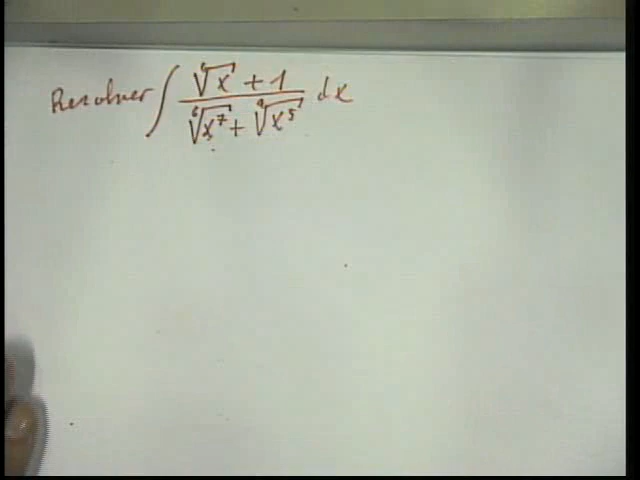 Resolver ∫ (⁶√x + 1)/(⁶√x⁷ + ⁴√x⁵) dx